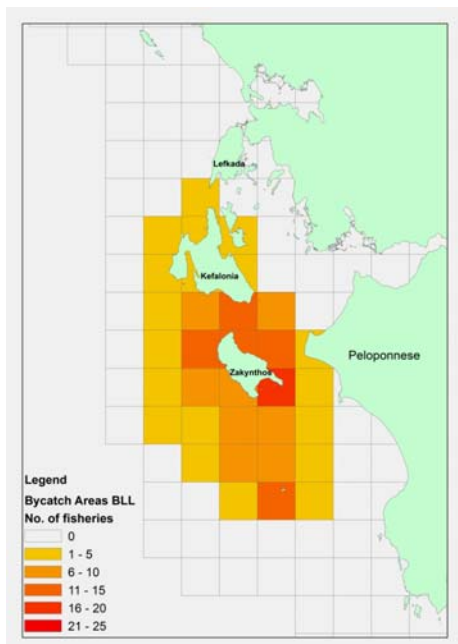 Lefkada
Kefalonia
Peloponnese
Zakynthos
Legend
Bycatch Areas BLL
No. of fisheries
0
1 - 5
6 - 10
11 - 15
16 - 20
21 - 25